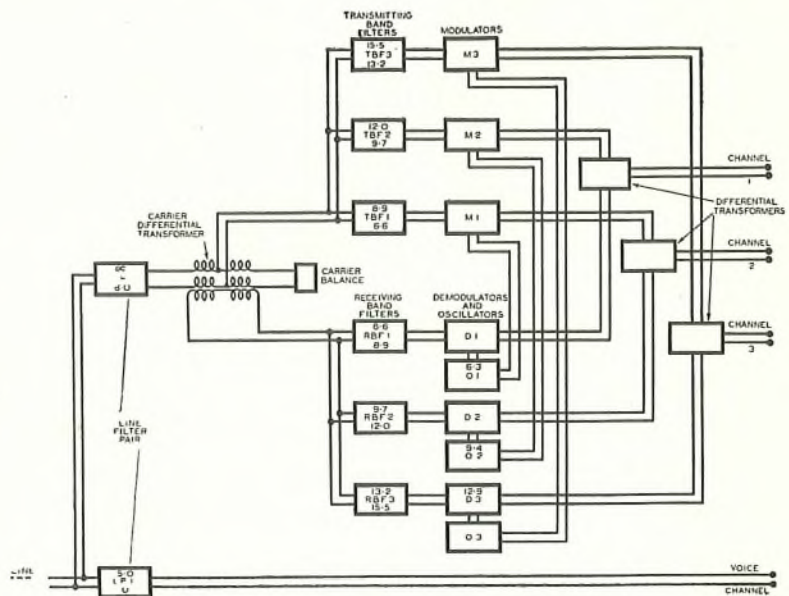 TRANSMITTING
BAND
FILTERS
MODULATORS
15·5
TBF3
13·2
M3
12·0
TBF2
9·7
M2
CHANNEL
1
8·9
TBF1
6·6
M1
DIFFERENTIAL
TRANSFORMERS
CARRIER
DIFFERENTIAL
TRANSFORMER
CARRIER
BALANCE
CHANNEL
2
RECEIVING
BAND
FILTERS
DEMODULATORS
AND
OSCILLATORS
6·6
RBF1
8·9
D1
6·3
O1
CHANNEL
3
9·7
RBF2
12·0
D2
9·4
O2
LINE
FILTER
PAIR
13·2
RBF3
15·5
12·9
D3
O3
LINE
5·0
VOICE
CHANNEL